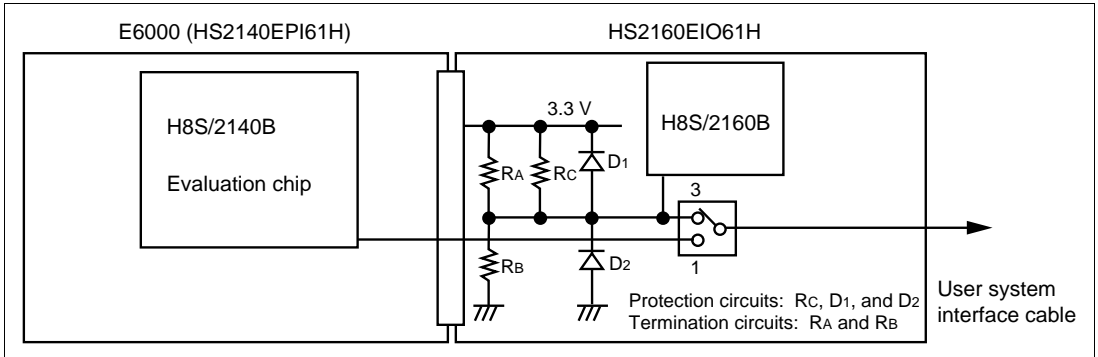 E6000 (HS2140EPI61H)
HS2160EIO61H
H8S/2140B
Evaluation chip
3.3 V
H8S/2160B
RA
RC
D1
3
RB
D2
1
Protection circuits: RC, D1, and D2
Termination circuits: RA and RB
User system
interface cable